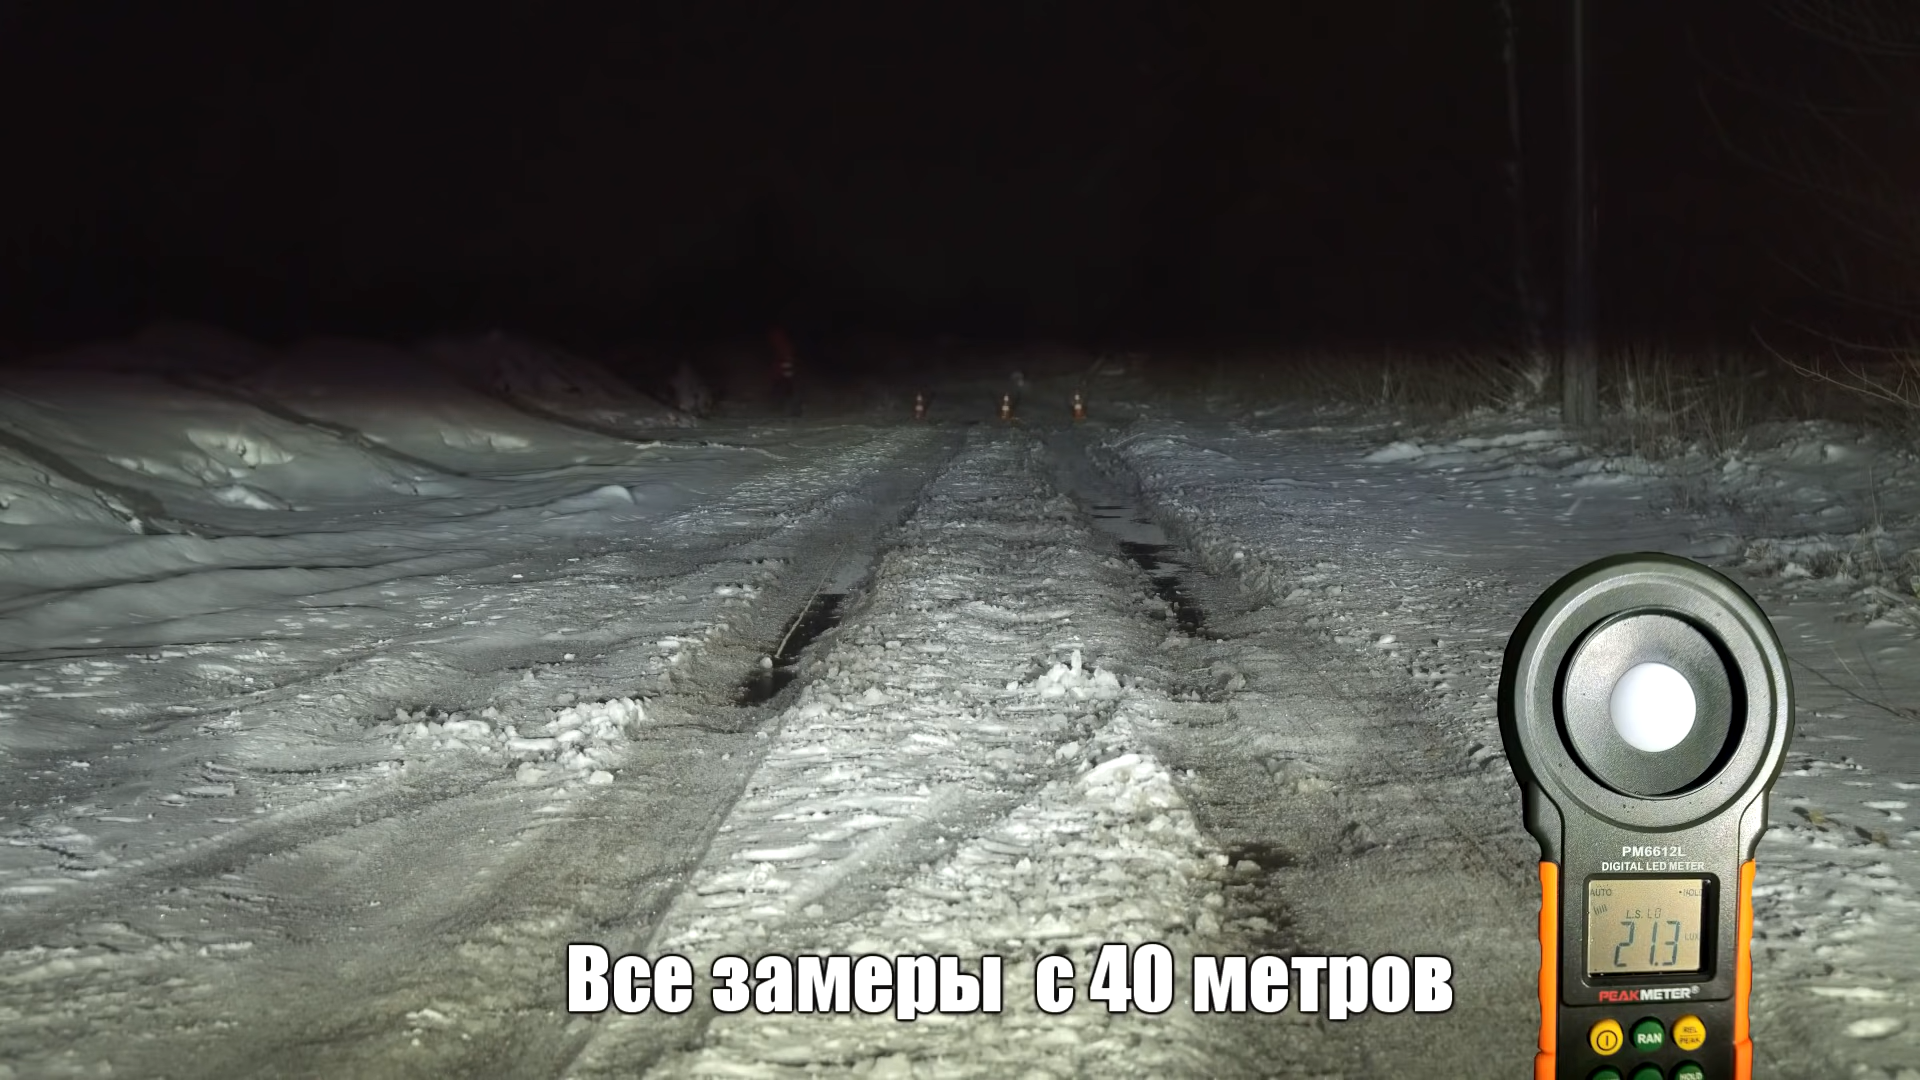 PM6612L
DIGITAL LED METER
AUTO
HOLD
L.S. LO
21.3 LUX
PEAKMETER®
RAN
REL
PEAK
HOLD
Все замеры с 40 метров